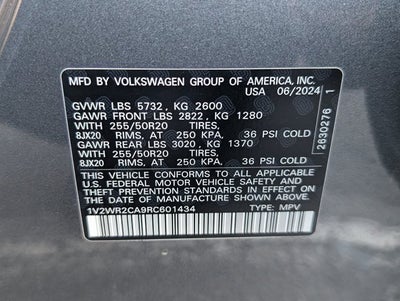 MFD BY VOLKSWAGEN GROUP OF AMERICA, INC.
USA 06/2024
GVWR LBS 5732, KG 2600
GAWR FRONT LBS 2822, KG 1280
WITH 255/50R20 TIRES,
8JX20 RIMS, AT 250 KPA, 36 PSI COLD
GAWR REAR LBS 3020, KG 1370
WITH 255/50R20 TIRES,
8JX20 RIMS, AT 250 KPA, 36 PSI COLD
THIS VEHICLE CONFORMS TO ALL APPLICABLE
U.S. FEDERAL MOTOR VEHICLE SAFETY AND
THEFT PREVENTION STANDARDS IN EFFECT ON
THE DATE OF MANUFACTURE SHOWN ABOVE.
1V2WR2CA9RC601434 TYPE: MPV
2630276 1